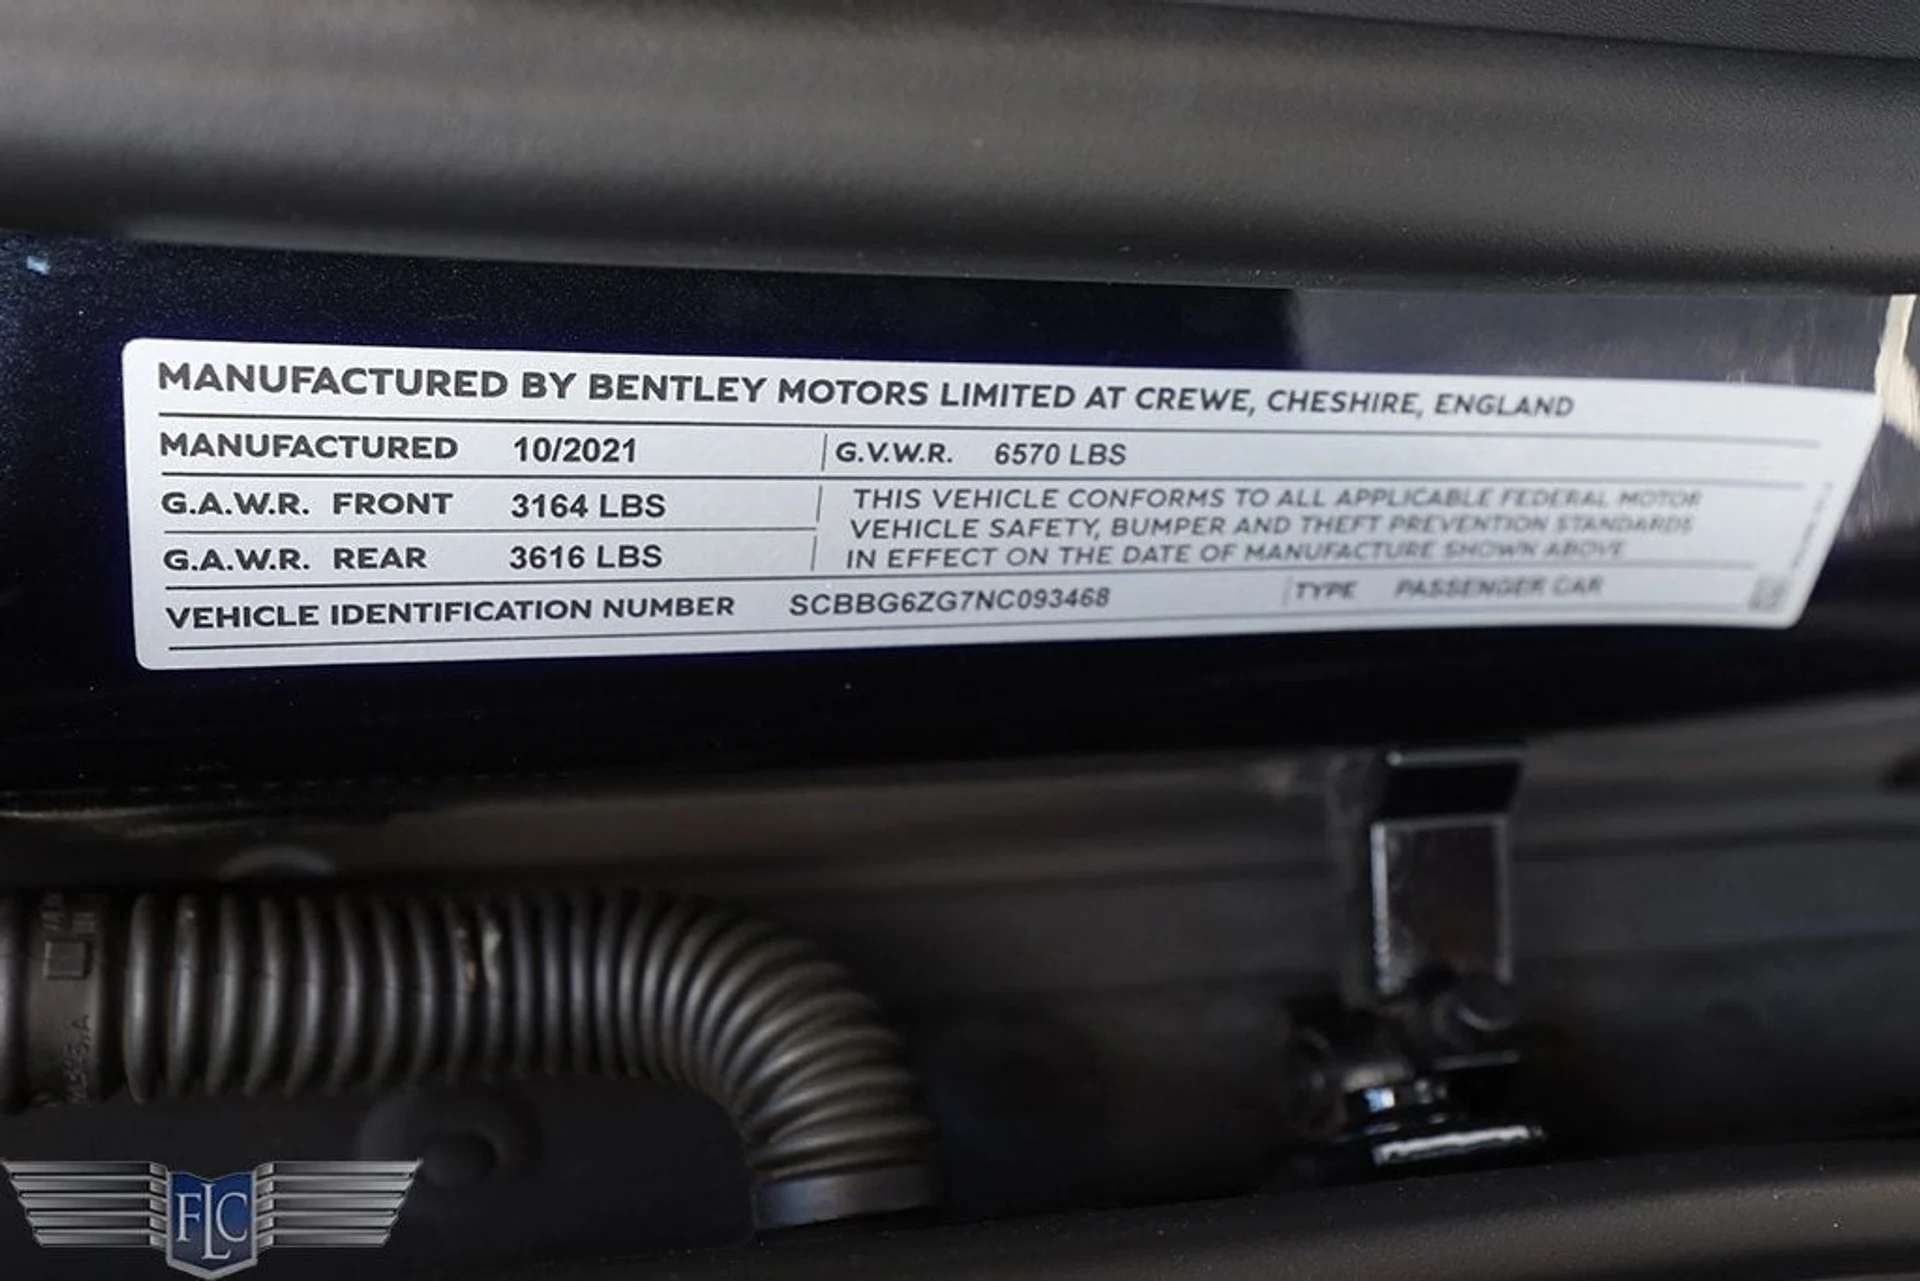 MANUFACTURED BY BENTLEY MOTORS LIMITED AT CREWE, CHESHIRE, ENGLAND
MANUFACTURED 10/2021 G.V.W.R. 6570 LBS
G.A.W.R. FRONT 3164 LBS
G.A.W.R. REAR 3616 LBS
THIS VEHICLE CONFORMS TO ALL APPLICABLE FEDERAL MOTOR
VEHICLE SAFETY, BUMPER AND THEFT PREVENTION STANDARDS
IN EFFECT ON THE DATE OF MANUFACTURE SHOWN ABOVE
VEHICLE IDENTIFICATION NUMBER SCBBG6ZG7NC093468 TYPE PASSENGER CAR
FLC